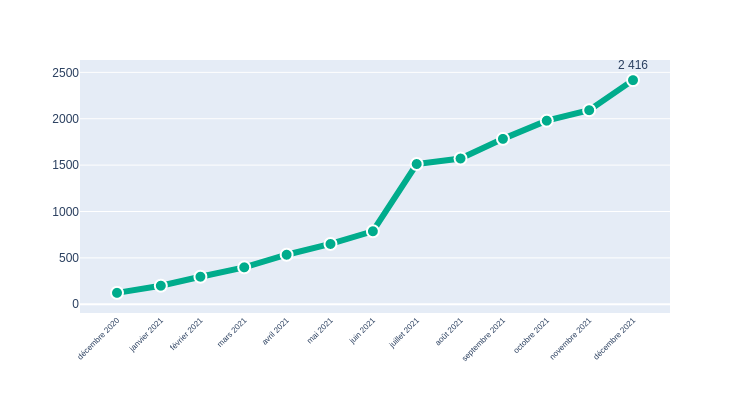 2 416
2500
2000
1500
1000
500
0
décembre 2020
janvier 2021
février 2021
mars 2021
avril 2021
mai 2021
juin 2021
juillet 2021
août 2021
septembre 2021
octobre 2021
novembre 2021
décembre 2021